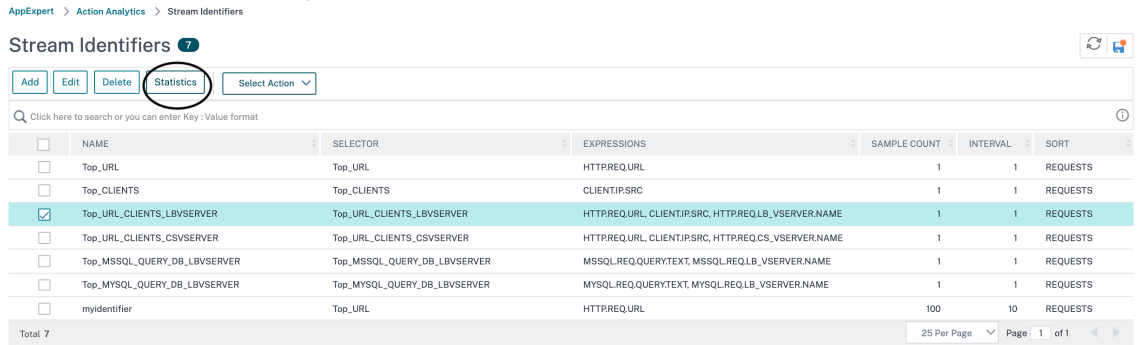 AppExpert > Action Analytics > Stream Identifiers
Stream Identifiers 7
Add Edit Delete Statistics Select Action
Click here to search or you can enter Key : Value format
NAME SELECTOR EXPRESSIONS SAMPLE COUNT INTERVAL SORT
Top_URL Top_URL HTTP.REQ.URL 1 1 REQUESTS
Top_CLIENTS Top_CLIENTS CLIENT.IP.SRC 1 1 REQUESTS
Top_URL_CLIENTS_LBVSERVER Top_URL_CLIENTS_LBVSERVER HTTP.REQ.URL, CLIENT.IP.SRC, HTTP.REQ.LB_VSERVER.NAME 1 1 REQUESTS
Top_URL_CLIENTS_CSVSERVER Top_URL_CLIENTS_CSVSERVER HTTP.REQ.URL, CLIENT.IP.SRC, HTTP.REQ.CS_VSERVER.NAME 1 1 REQUESTS
Top_MSSQL_QUERY_DB_LBVSERVER Top_MSSQL_QUERY_DB_LBVSERVER MSSQL.REQ.QUERY.TEXT, MSSQL.REQ.LB_VSERVER.NAME 1 1 REQUESTS
Top_MYSQL_QUERY_DB_LBVSERVER Top_MYSQL_QUERY_DB_LBVSERVER MYSQL.REQ.QUERY.TEXT, MYSQL.REQ.LB_VSERVER.NAME 1 1 REQUESTS
myidentifier Top_URL HTTP.REQ.URL 100 10 REQUESTS
Total 7 25 Per Page Page 1 of 1